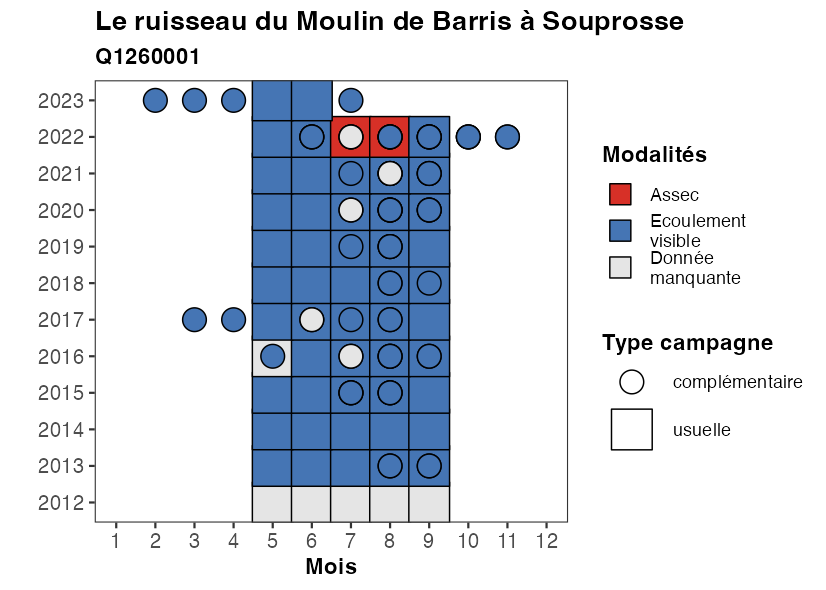 Le ruisseau du Moulin de Barris à Souprosse
Q1260001
2023
2022
2021
2020
2019
2018
2017
2016
2015
2014
2013
2012
1 2 3 4 5 6 7 8 9 10 11 12
Mois
Modalités
Assec
Ecoulement
visible
Donnée
manquante
Type campagne
complémentaire
usuelle